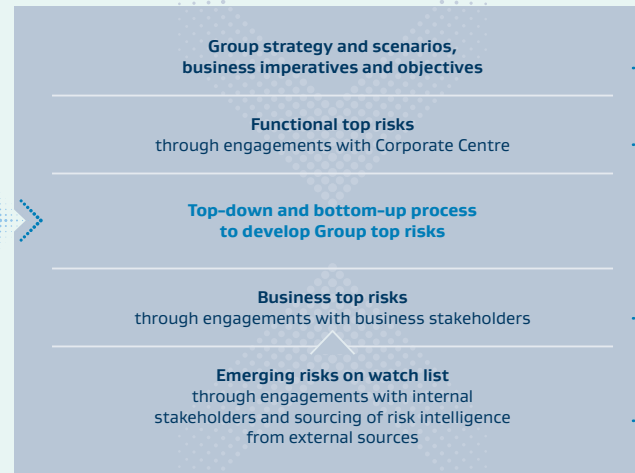 Group strategy and scenarios,
business imperatives and objectives
Functional top risks
through engagements with Corporate Centre
Top-down and bottom-up process
to develop Group top risks
Business top risks
through engagements with business stakeholders
Emerging risks on watch list
through engagements with internal
stakeholders and sourcing of risk intelligence
from external sources